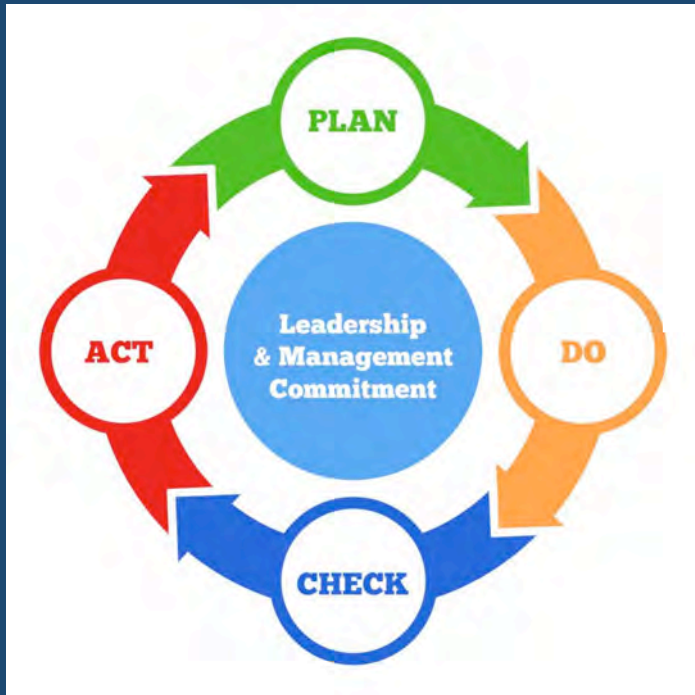 PLAN
DO
CHECK
ACT
Leadership
& Management
Commitment